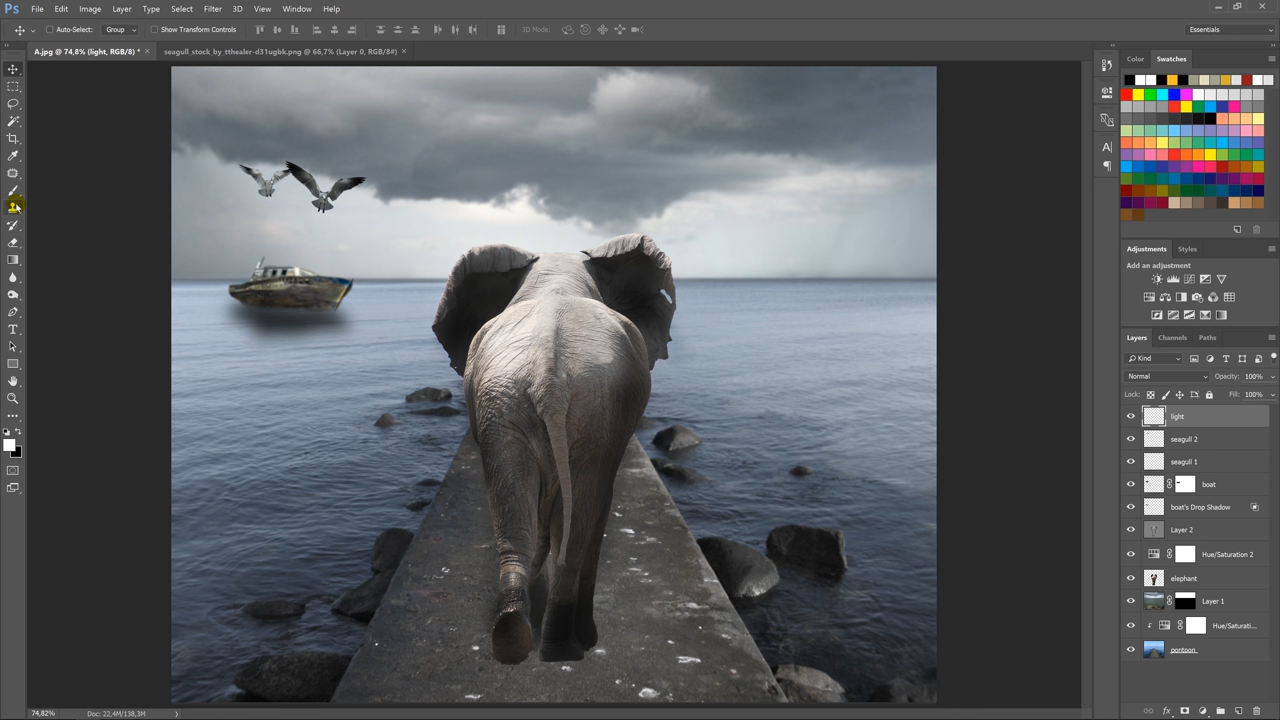 Ps File Edit Image Layer Type Select Filter 3D View Window Help
Auto-Select: Group Show Transform Controls 3D Mode: Essentials
A.jpg @ 74,8% (light, RGB/8) * × seagull_stock_by_tthealer-d31ugbk.png @ 66,7% (Layer 0, RGB/8#) ×
Color Swatches
Adjustments Styles
Add an adjustment
Layers Channels Paths
Kind
Normal Opacity: 100%
Lock: Fill: 100%
light
seagull 2
seagull 1
boat
boat's Drop Shadow
Layer 2
Hue/Saturation 2
elephant
Layer 1
Hue/Saturati...
pontoon
74,82% Doc: 22,4M/138,3M